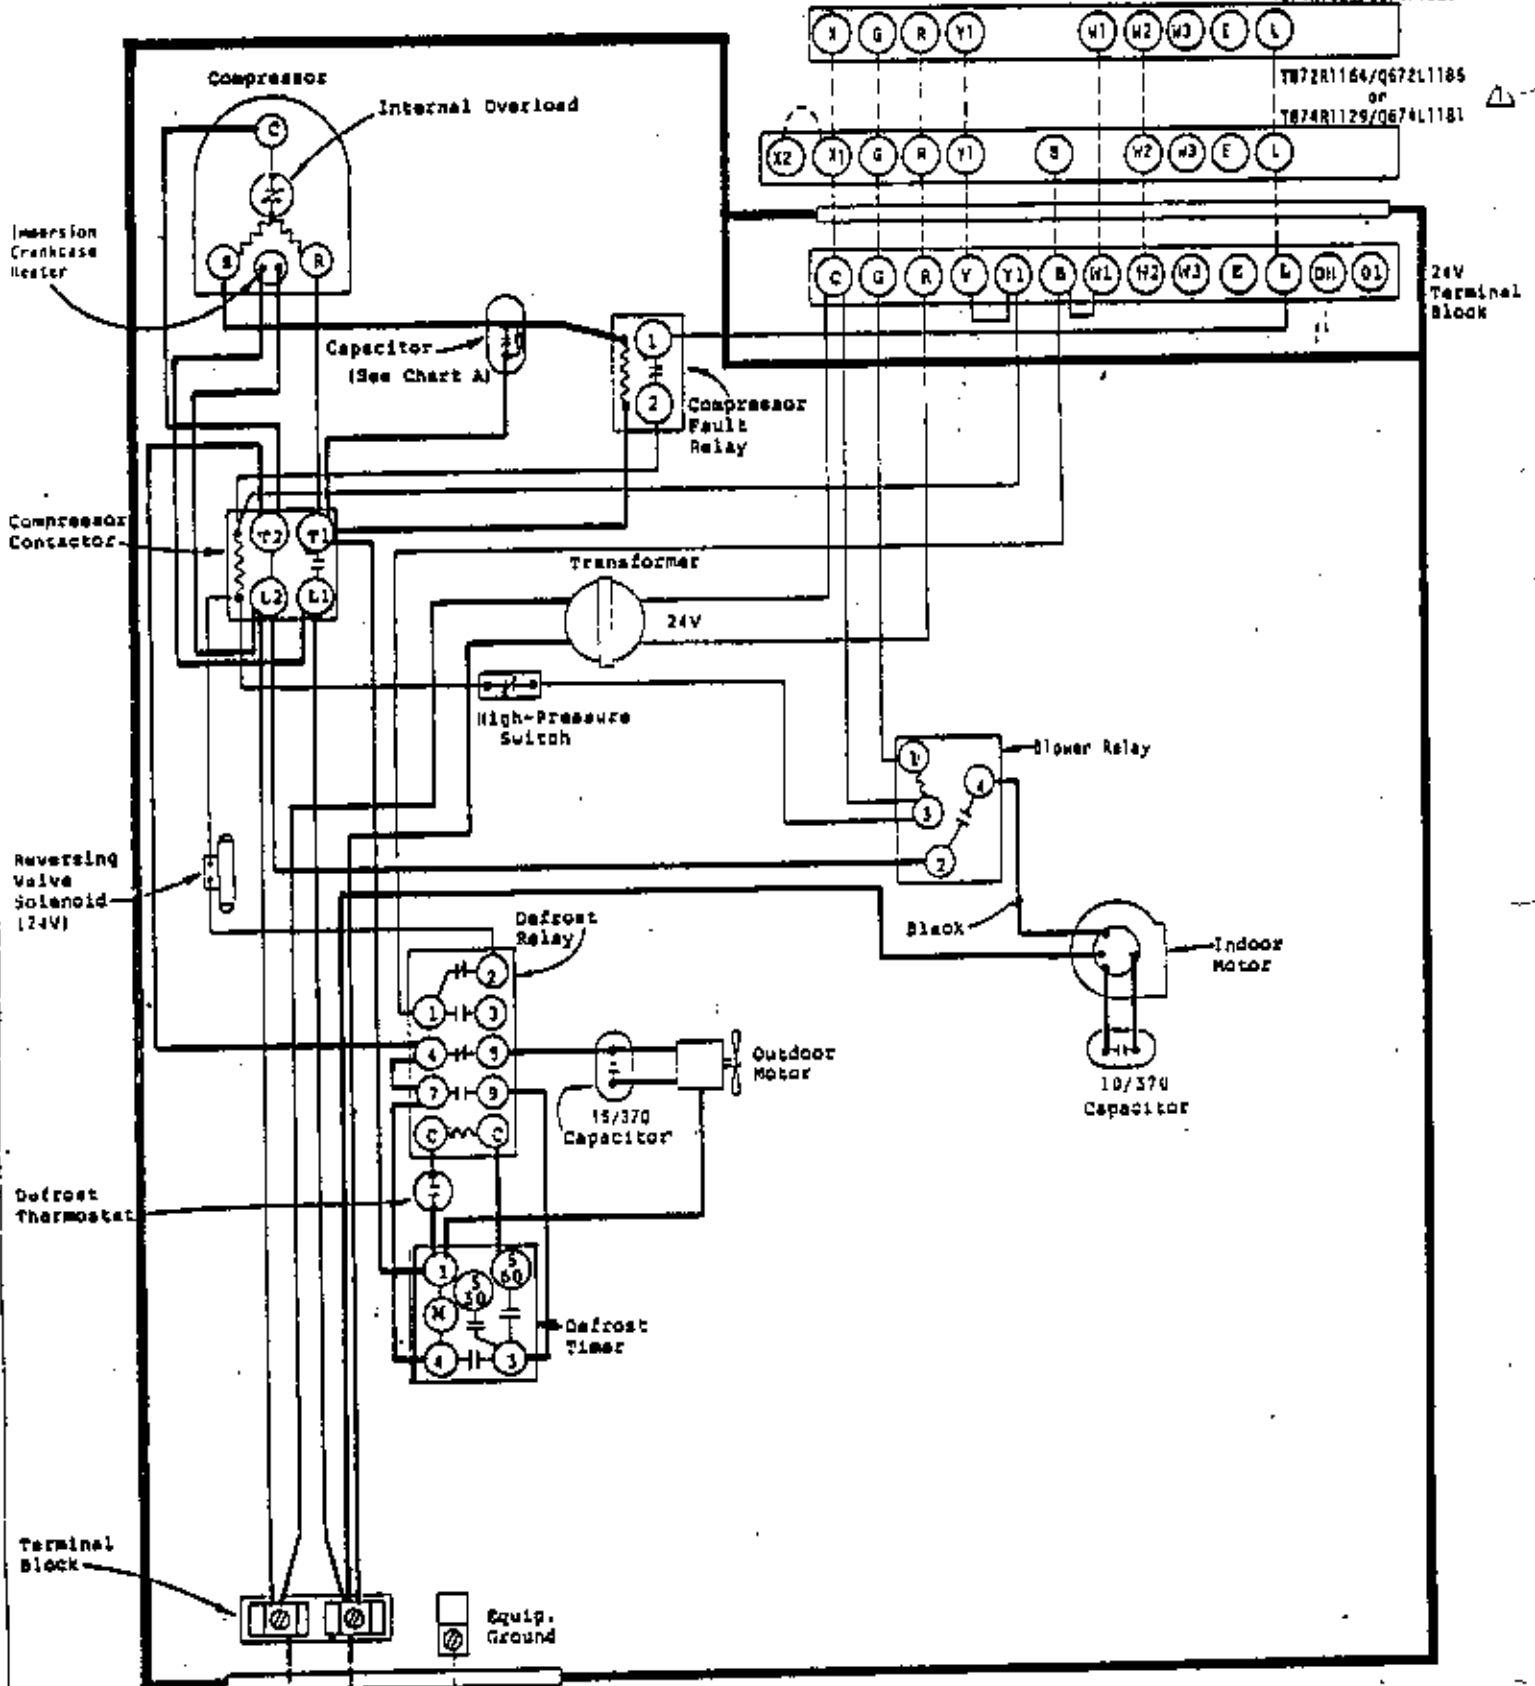 X G R Y1 W1 W2 W3 E L
TB72R1164/Q672L1185
or
TB74R1129/Q674L1181
1
X2 X1 G R Y1 B W2 W3 E L
C G R Y Y1 B W1 W2 W3 E L DH O1
24V
Terminal
Block
Compressor
Internal Overload
C
S R
Immersion
Crankcase
Heater
Capacitor
(See Chart A)
1
2
Compressor
Fault
Relay
Compressor
Contactor
T2 T1
L2 L1
Transformer
24V
High-Pressure
Switch
Blower Relay
1
4
3
2
Black
Indoor
Motor
10/370
Capacitor
Reversing
Valve
Solenoid
(24V)
Defrost
Relay
2
1 3
4 5
7 9
C C
Outdoor
Motor
15/370
Capacitor
Defrost
Thermostat
1
S
30
S
60
M
4 3
Defrost
Timer
Terminal
Block
Equip.
Ground